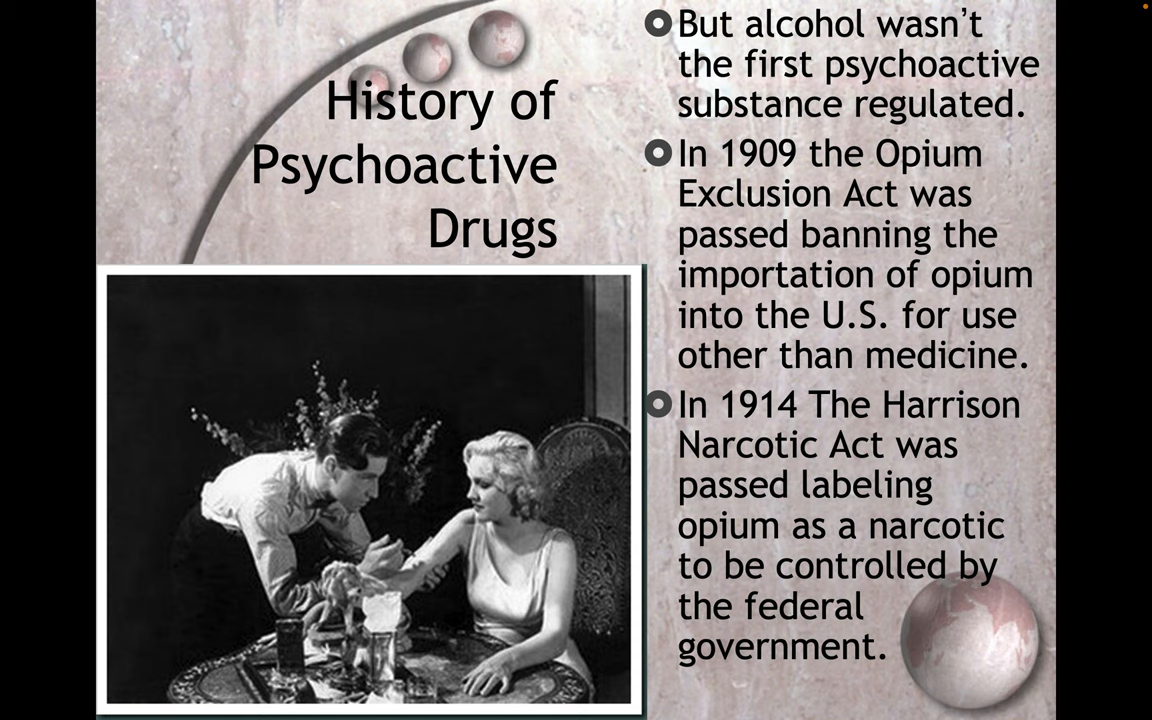 History of
Psychoactive
Drugs
But alcohol wasn’t
the first psychoactive
substance regulated.
In 1909 the Opium
Exclusion Act was
passed banning the
importation of opium
into the U.S. for use
other than medicine.
In 1914 The Harrison
Narcotic Act was
passed labeling
opium as a narcotic
to be controlled by
the federal
government.